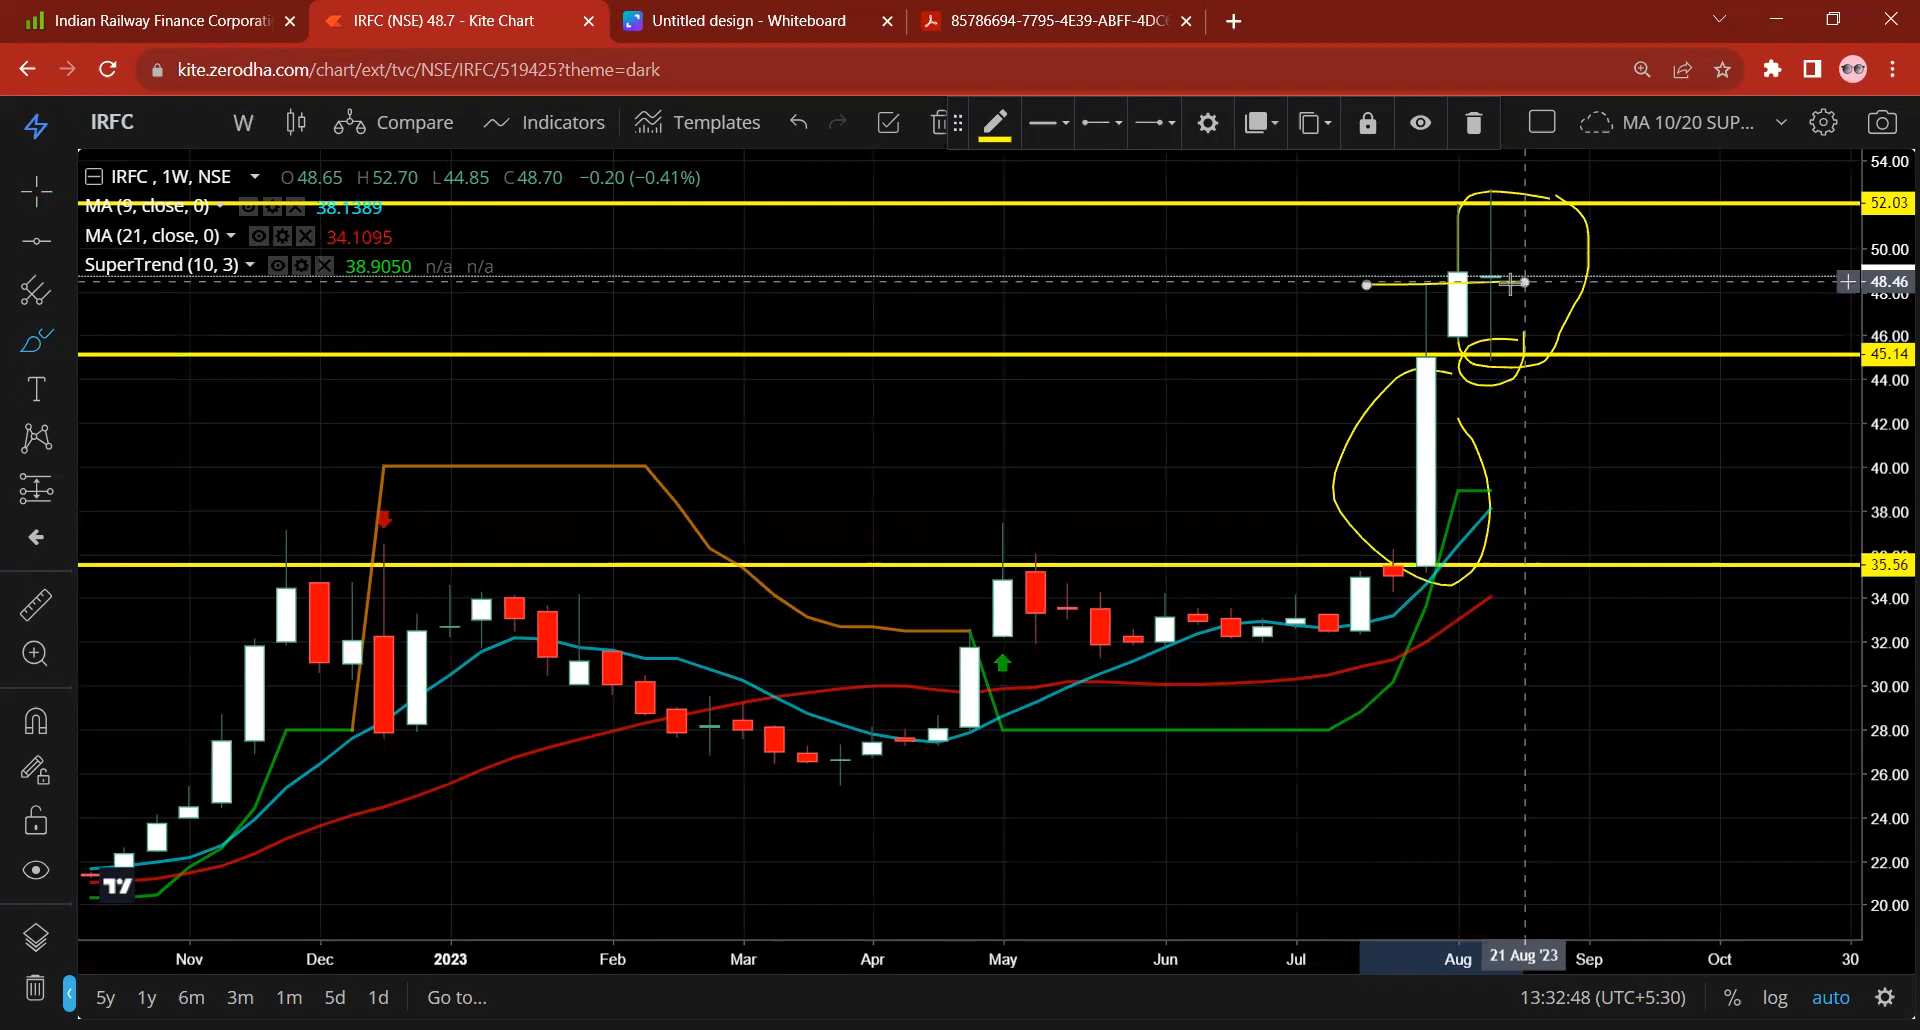 Indian Railway Finance Corporati
IRFC (NSE) 48.7 - Kite Chart
Untitled design - Whiteboard
85786694-7795-4E39-ABFF-4DC6
kite.zerodha.com/chart/ext/tvc/NSE/IRFC/519425?theme=dark
IRFC W Compare Indicators Templates MA 10/20 SUP...
IRFC , 1W, NSE O48.65 H52.70 L44.85 C48.70 −0.20 (−0.41%)
MA (9, close, 0) 38.1389
MA (21, close, 0) 34.1095
SuperTrend (10, 3) 38.9050 n/a n/a
54.00
52.03
50.00
48.46
48.00
46.00
45.14
44.00
42.00
40.00
38.00
35.56
34.00
32.00
30.00
28.00
26.00
24.00
22.00
20.00
Nov Dec 2023 Feb Mar Apr May Jun Jul Aug 21 Aug '23 Sep Oct 30
5y 1y 6m 3m 1m 5d 1d Go to... 13:32:48 (UTC+5:30) % log auto